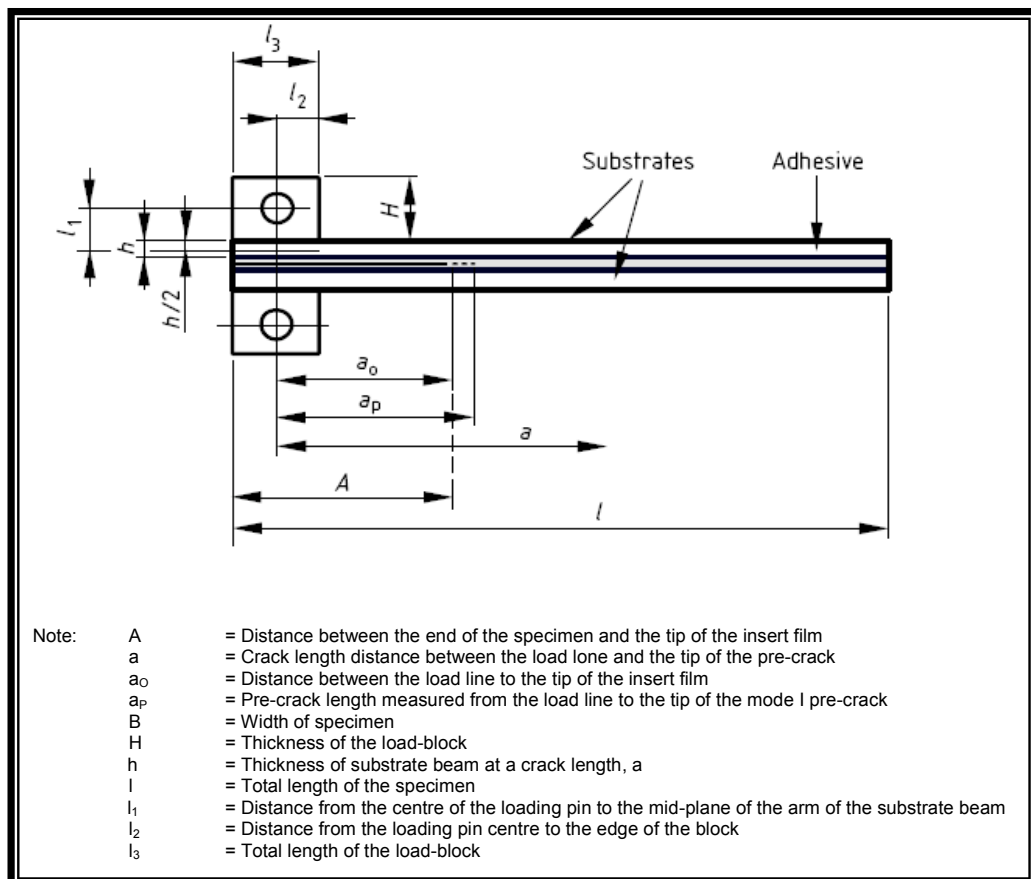 l3
l2
Substrates Adhesive
H
l1
h
h/2
ao
ap
a
A
l
Note: A = Distance between the end of the specimen and the tip of the insert film
a = Crack length distance between the load lone and the tip of the pre-crack
aO = Distance between the load line to the tip of the insert film
aP = Pre-crack length measured from the load line to the tip of the mode I pre-crack
B = Width of specimen
H = Thickness of the load-block
h = Thickness of substrate beam at a crack length, a
l = Total length of the specimen
l1 = Distance from the centre of the loading pin to the mid-plane of the arm of the substrate beam
l2 = Distance from the loading pin centre to the edge of the block
l3 = Total length of the load-block